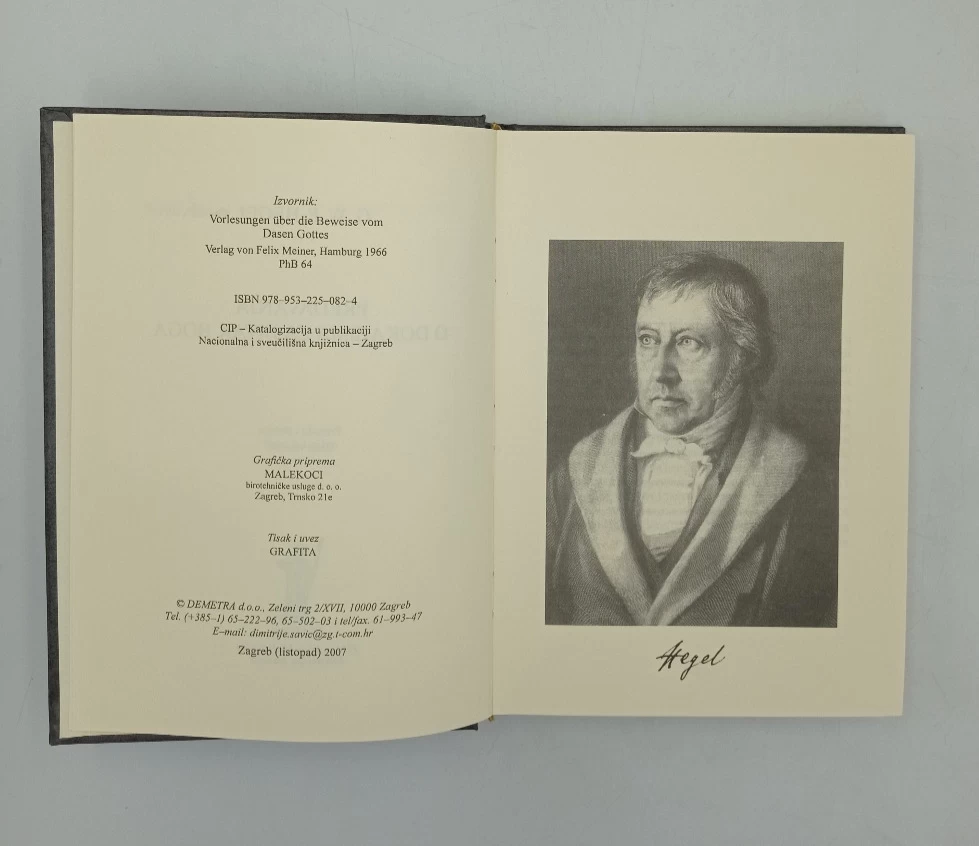 Izvornik:
Vorlesungen über die Beweise vom
Dasen Gottes
Verlag von Felix Meiner, Hamburg 1966
PhB 64
ISBN 978–953–225–082–4
CIP – Katalogizacija u publikaciji
Nacionalna i sveučilišna knjižnica – Zagreb
Grafička priprema
MALEKOCI
birotehničke usluge d. o. o.
Zagreb, Trnsko 21e
Tisak i uvez
GRAFITA
© DEMETRA d.o.o., Zeleni trg 2/XVII, 10000 Zagreb
Tel. (+385–1) 65–222–96, 65–502–03 i tel/fax. 61–993–47
E–mail: dimitrije.savic@zg.t-com.hr
Zagreb (listopad) 2007
Hegel